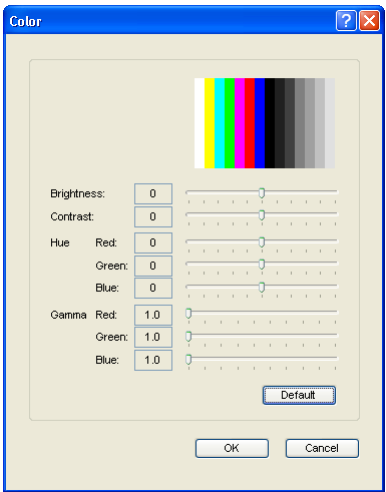 Color
Brightness: 0
Contrast: 0
Hue Red: 0
Green: 0
Blue: 0
Gamma Red: 1.0
Green: 1.0
Blue: 1.0
Default
OK Cancel